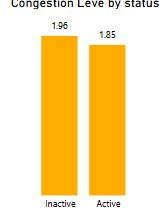 Congestion Leve by status
1.96
1.85
Inactive
Active